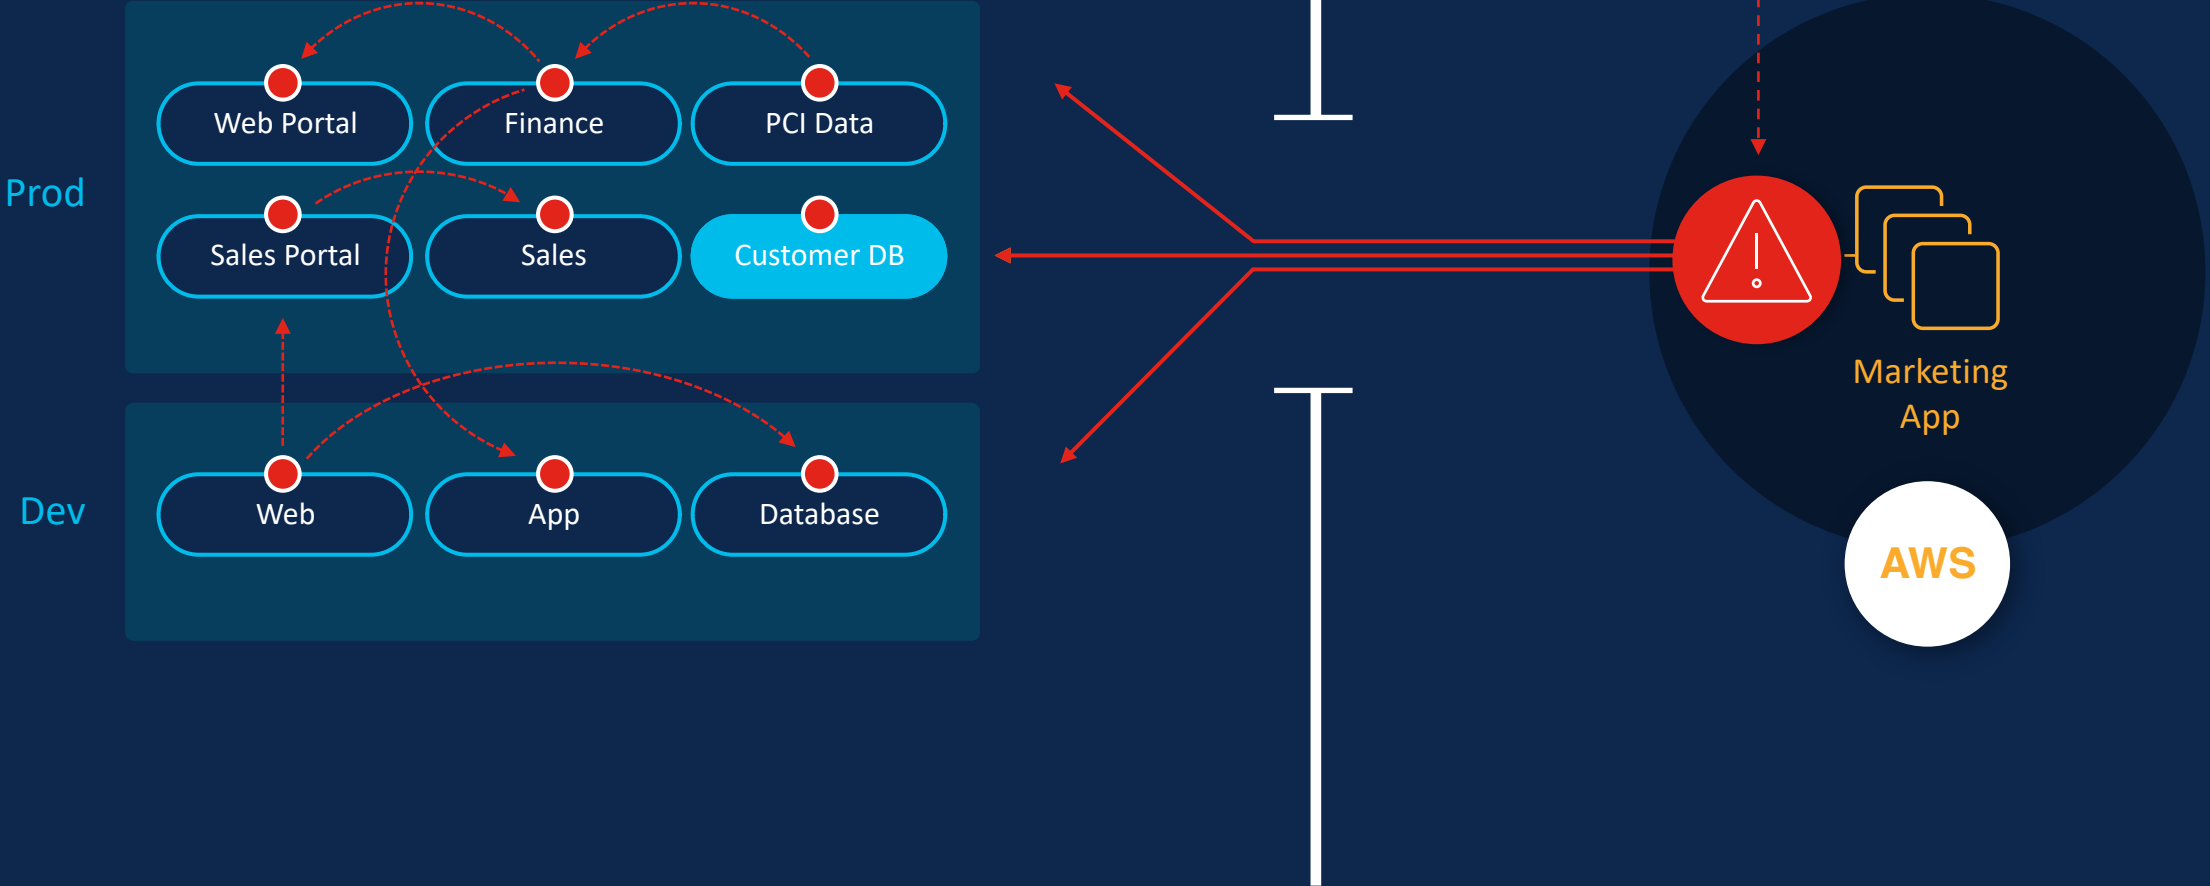 Prod
Web Portal
Finance
PCI Data
Sales Portal
Sales
Customer DB
Dev
Web
App
Database
Marketing
App
AWS